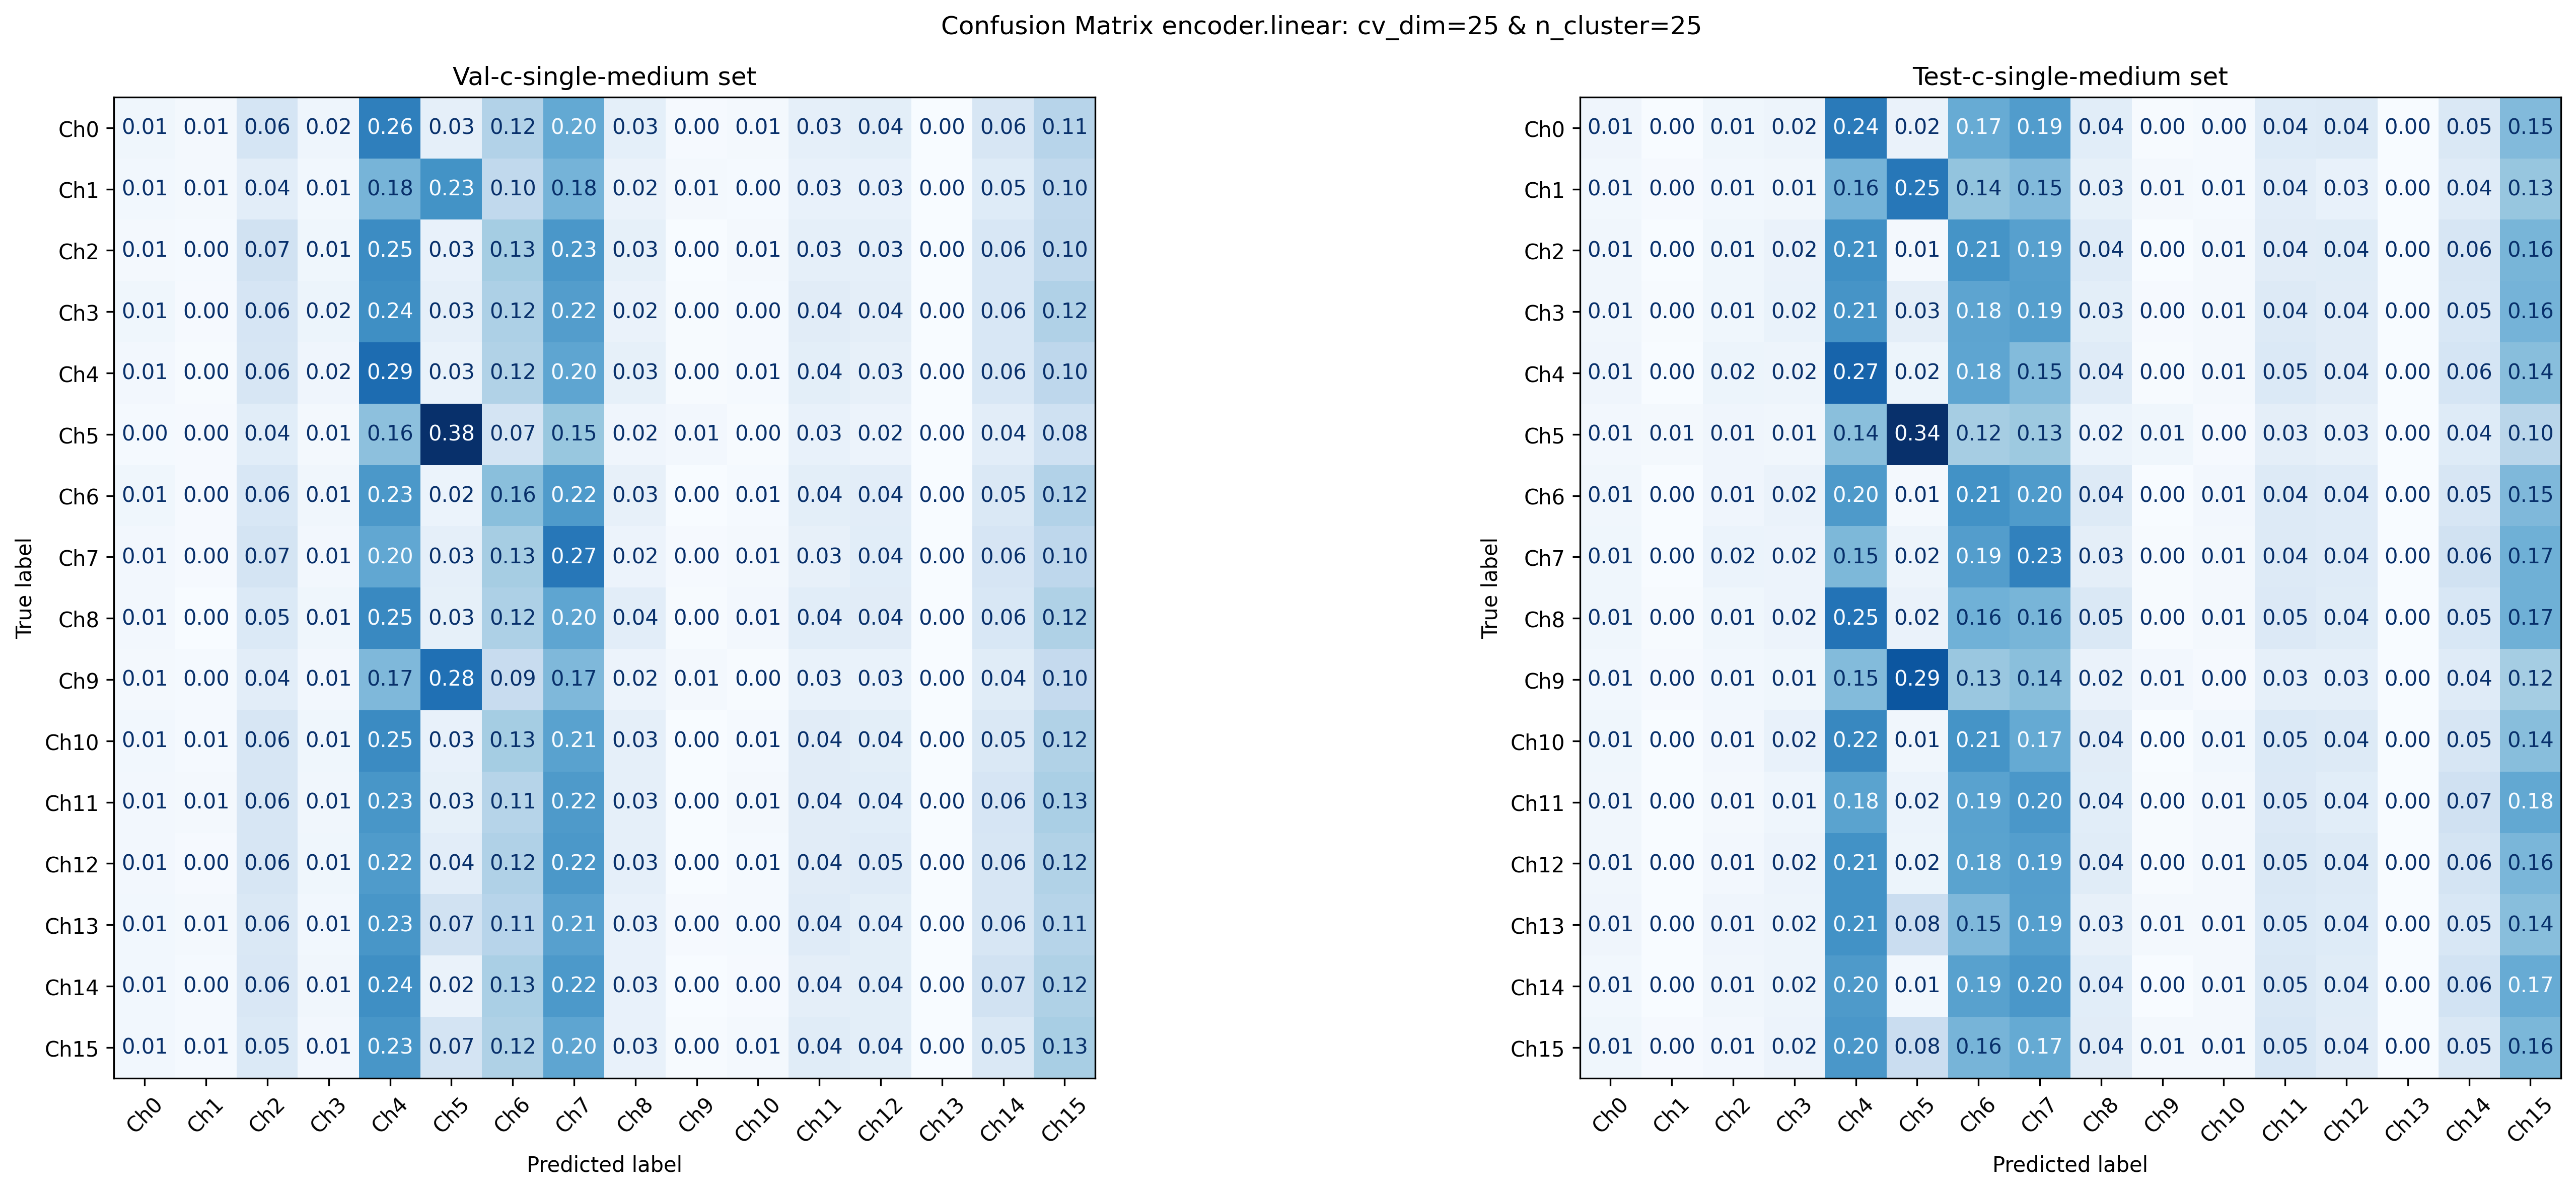 Confusion Matrix encoder.linear: cv_dim=25 & n_cluster=25
Val-c-single-medium set
True label
Ch0 0.01 0.01 0.06 0.02 0.26 0.03 0.12 0.20 0.03 0.00 0.01 0.03 0.04 0.00 0.06 0.11
Ch1 0.01 0.01 0.04 0.01 0.18 0.23 0.10 0.18 0.02 0.01 0.00 0.03 0.03 0.00 0.05 0.10
Ch2 0.01 0.00 0.07 0.01 0.25 0.03 0.13 0.23 0.03 0.00 0.01 0.03 0.03 0.00 0.06 0.10
Ch3 0.01 0.00 0.06 0.02 0.24 0.03 0.12 0.22 0.02 0.00 0.00 0.04 0.04 0.00 0.06 0.12
Ch4 0.01 0.00 0.06 0.02 0.29 0.03 0.12 0.20 0.03 0.00 0.01 0.04 0.03 0.00 0.06 0.10
Ch5 0.00 0.00 0.04 0.01 0.16 0.38 0.07 0.15 0.02 0.01 0.00 0.03 0.02 0.00 0.04 0.08
Ch6 0.01 0.00 0.06 0.01 0.23 0.02 0.16 0.22 0.03 0.00 0.01 0.04 0.04 0.00 0.05 0.12
Ch7 0.01 0.00 0.07 0.01 0.20 0.03 0.13 0.27 0.02 0.00 0.01 0.03 0.04 0.00 0.06 0.10
Ch8 0.01 0.00 0.05 0.01 0.25 0.03 0.12 0.20 0.04 0.00 0.01 0.04 0.04 0.00 0.06 0.12
Ch9 0.01 0.00 0.04 0.01 0.17 0.28 0.09 0.17 0.02 0.01 0.00 0.03 0.03 0.00 0.04 0.10
Ch10 0.01 0.01 0.06 0.01 0.25 0.03 0.13 0.21 0.03 0.00 0.01 0.04 0.04 0.00 0.05 0.12
Ch11 0.01 0.01 0.06 0.01 0.23 0.03 0.11 0.22 0.03 0.00 0.01 0.04 0.04 0.00 0.06 0.13
Ch12 0.01 0.00 0.06 0.01 0.22 0.04 0.12 0.22 0.03 0.00 0.01 0.04 0.05 0.00 0.06 0.12
Ch13 0.01 0.01 0.06 0.01 0.23 0.07 0.11 0.21 0.03 0.00 0.00 0.04 0.04 0.00 0.06 0.11
Ch14 0.01 0.00 0.06 0.01 0.24 0.02 0.13 0.22 0.03 0.00 0.00 0.04 0.04 0.00 0.07 0.12
Ch15 0.01 0.01 0.05 0.01 0.23 0.07 0.12 0.20 0.03 0.00 0.01 0.04 0.04 0.00 0.05 0.13
Ch0 Ch1 Ch2 Ch3 Ch4 Ch5 Ch6 Ch7 Ch8 Ch9 Ch10 Ch11 Ch12 Ch13 Ch14 Ch15
Predicted label
Test-c-single-medium set
True label
Ch0 0.01 0.00 0.01 0.02 0.24 0.02 0.17 0.19 0.04 0.00 0.00 0.04 0.04 0.00 0.05 0.15
Ch1 0.01 0.00 0.01 0.01 0.16 0.25 0.14 0.15 0.03 0.01 0.01 0.04 0.03 0.00 0.04 0.13
Ch2 0.01 0.00 0.01 0.02 0.21 0.01 0.21 0.19 0.04 0.00 0.01 0.04 0.04 0.00 0.06 0.16
Ch3 0.01 0.00 0.01 0.02 0.21 0.03 0.18 0.19 0.03 0.00 0.01 0.04 0.04 0.00 0.05 0.16
Ch4 0.01 0.00 0.02 0.02 0.27 0.02 0.18 0.15 0.04 0.00 0.01 0.05 0.04 0.00 0.06 0.14
Ch5 0.01 0.01 0.01 0.01 0.14 0.34 0.12 0.13 0.02 0.01 0.00 0.03 0.03 0.00 0.04 0.10
Ch6 0.01 0.00 0.01 0.02 0.20 0.01 0.21 0.20 0.04 0.00 0.01 0.04 0.04 0.00 0.05 0.15
Ch7 0.01 0.00 0.02 0.02 0.15 0.02 0.19 0.23 0.03 0.00 0.01 0.04 0.04 0.00 0.06 0.17
Ch8 0.01 0.00 0.01 0.02 0.25 0.02 0.16 0.16 0.05 0.00 0.01 0.05 0.04 0.00 0.05 0.17
Ch9 0.01 0.00 0.01 0.01 0.15 0.29 0.13 0.14 0.02 0.01 0.00 0.03 0.03 0.00 0.04 0.12
Ch10 0.01 0.00 0.01 0.02 0.22 0.01 0.21 0.17 0.04 0.00 0.01 0.05 0.04 0.00 0.05 0.14
Ch11 0.01 0.00 0.01 0.01 0.18 0.02 0.19 0.20 0.04 0.00 0.01 0.05 0.04 0.00 0.07 0.18
Ch12 0.01 0.00 0.01 0.02 0.21 0.02 0.18 0.19 0.04 0.00 0.01 0.05 0.04 0.00 0.06 0.16
Ch13 0.01 0.00 0.01 0.02 0.21 0.08 0.15 0.19 0.03 0.01 0.01 0.04 0.04 0.00 0.05 0.14
Ch14 0.01 0.00 0.01 0.02 0.20 0.01 0.19 0.20 0.04 0.00 0.01 0.05 0.04 0.00 0.06 0.17
Ch15 0.01 0.00 0.01 0.02 0.20 0.08 0.16 0.17 0.04 0.01 0.01 0.05 0.04 0.00 0.05 0.16
Ch0 Ch1 Ch2 Ch3 Ch4 Ch5 Ch6 Ch7 Ch8 Ch9 Ch10 Ch11 Ch12 Ch13 Ch14 Ch15
Predicted label